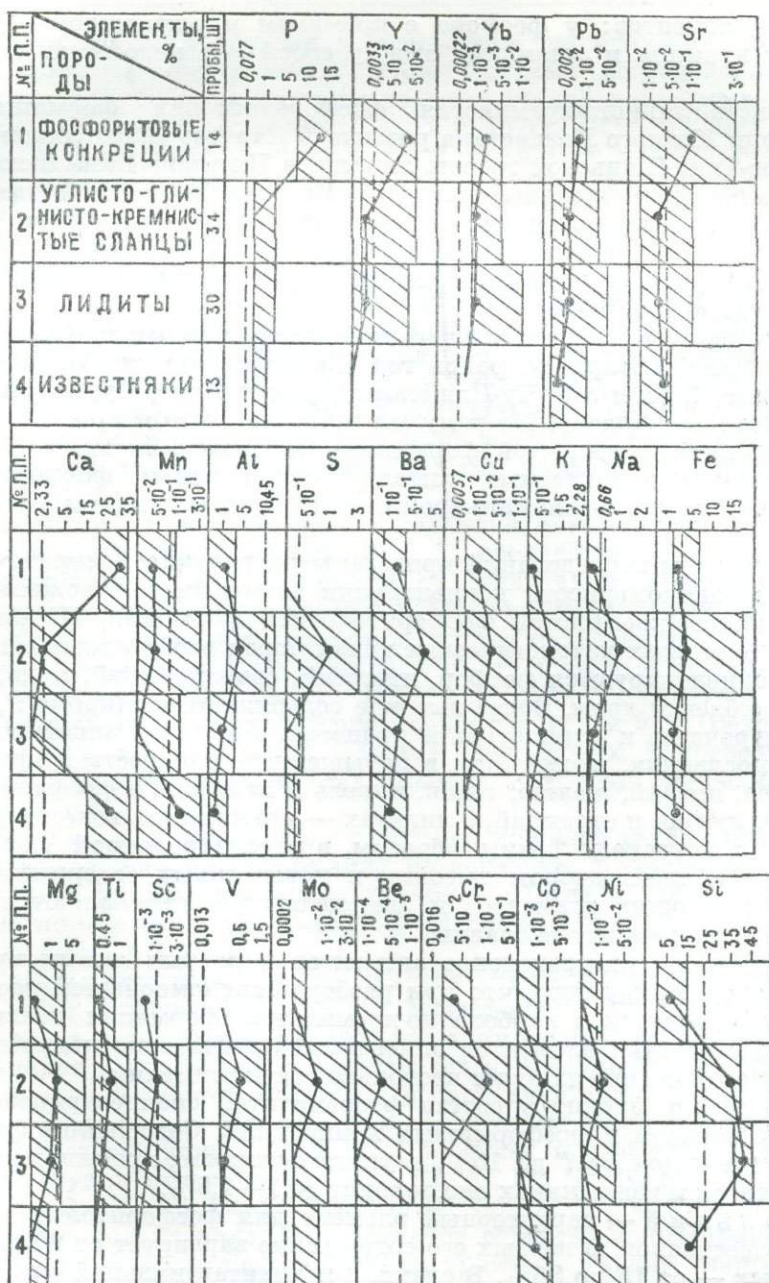 № П.П. ЭЛЕМЕНТЫ, % ПОРО-ДЫ ПРОБЫ, ШТ P Y Yb Pb Sr
0,077 1 5 10 15 0,0033 5·10⁻³ 5·10⁻² 0,00022 1·10⁻³ 5·10⁻³ 1·10⁻² 0,002 1·10⁻² 5·10⁻² 1·10⁻² 5·10⁻² 1·10⁻¹ 3·10⁻¹
1 ФОСФОРИТОВЫЕ 14
КОНКРЕЦИИ
УГЛИСТО-ГЛИ-
2 НИСТО-КРЕМНИС- 34
ТЫЕ СЛАНЦЫ
3 ЛИДИТЫ 30
4 ИЗВЕСТНЯКИ 13
№ П.П. Ca Mn Al S Ba Cu K Na Fe
2,33 5 15 25 35 5·10⁻² 1·10⁻¹ 3·10⁻¹ 1 5 10,45 5·10⁻¹ 1 3 1·10⁻¹ 5·10⁻¹ 0,0057 1·10⁻² 5·10⁻² 1·10⁻¹ 5·10⁻¹ 1,5 2,28 0,66 1 2 1 5 10 15
1
2
3
4
№ П.П. Mg Ti Sc V Mo Be Cr Co Ni Si
1 5 0.45 1 1·10⁻³ 3·10⁻³ 0,013 0,5 1,5 0,0002 1·10⁻² 3·10⁻² 1·10⁻⁴ 5·10⁻⁴ 1·10⁻³ 0,016 5·10⁻² 1·10⁻¹ 5·10⁻¹ 1·10⁻³ 5·10⁻³ 1·10⁻² 5·10⁻² 5 15 25 35 45
1
2
3
4